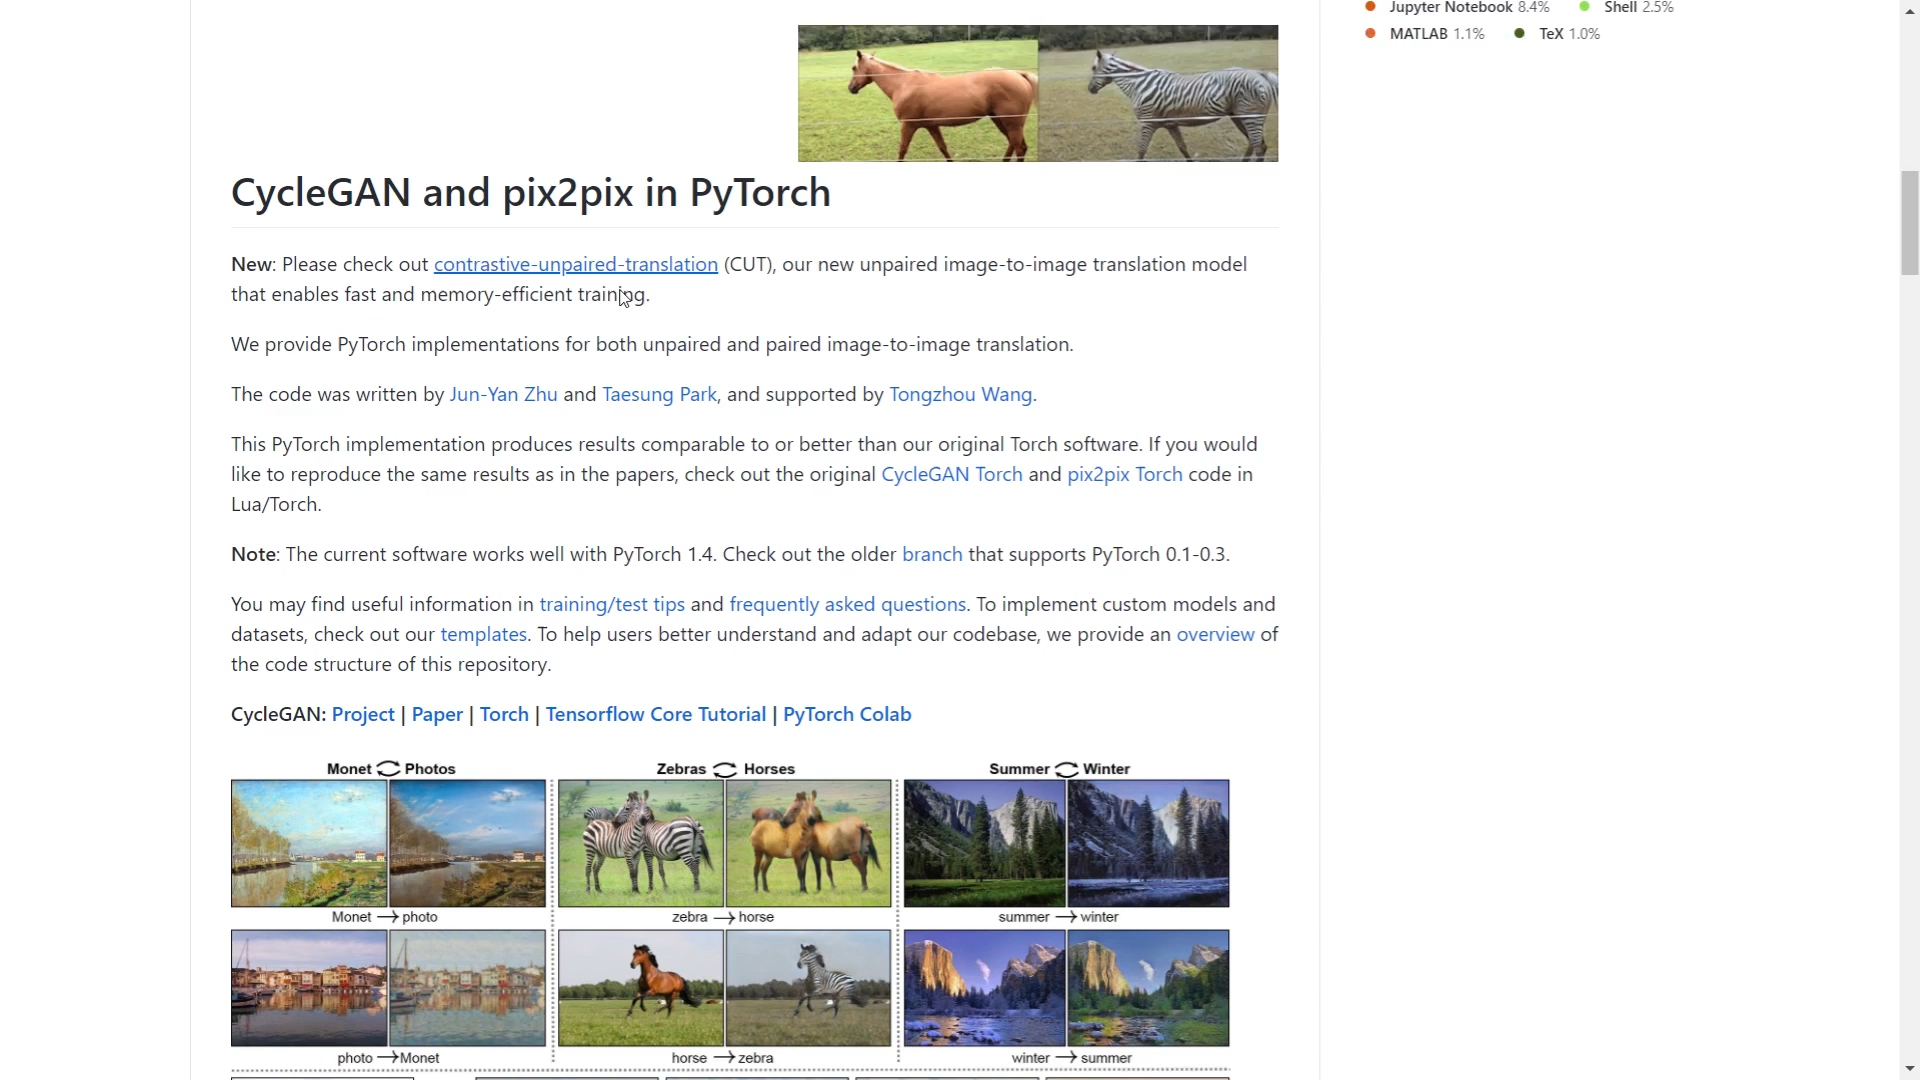 Jupyter Notebook 8.4% Shell 2.5%
MATLAB 1.1% TeX 1.0%
CycleGAN and pix2pix in PyTorch
New: Please check out contrastive-unpaired-translation (CUT), our new unpaired image-to-image translation model
that enables fast and memory-efficient training.
We provide PyTorch implementations for both unpaired and paired image-to-image translation.
The code was written by Jun-Yan Zhu and Taesung Park, and supported by Tongzhou Wang.
This PyTorch implementation produces results comparable to or better than our original Torch software. If you would
like to reproduce the same results as in the papers, check out the original CycleGAN Torch and pix2pix Torch code in
Lua/Torch.
Note: The current software works well with PyTorch 1.4. Check out the older branch that supports PyTorch 0.1-0.3.
You may find useful information in training/test tips and frequently asked questions. To implement custom models and
datasets, check out our templates. To help users better understand and adapt our codebase, we provide an overview of
the code structure of this repository.
CycleGAN: Project | Paper | Torch | Tensorflow Core Tutorial | PyTorch Colab
Monet Photos Zebras Horses Summer Winter
Monet → photo zebra → horse summer → winter
photo → Monet horse → zebra winter → summer